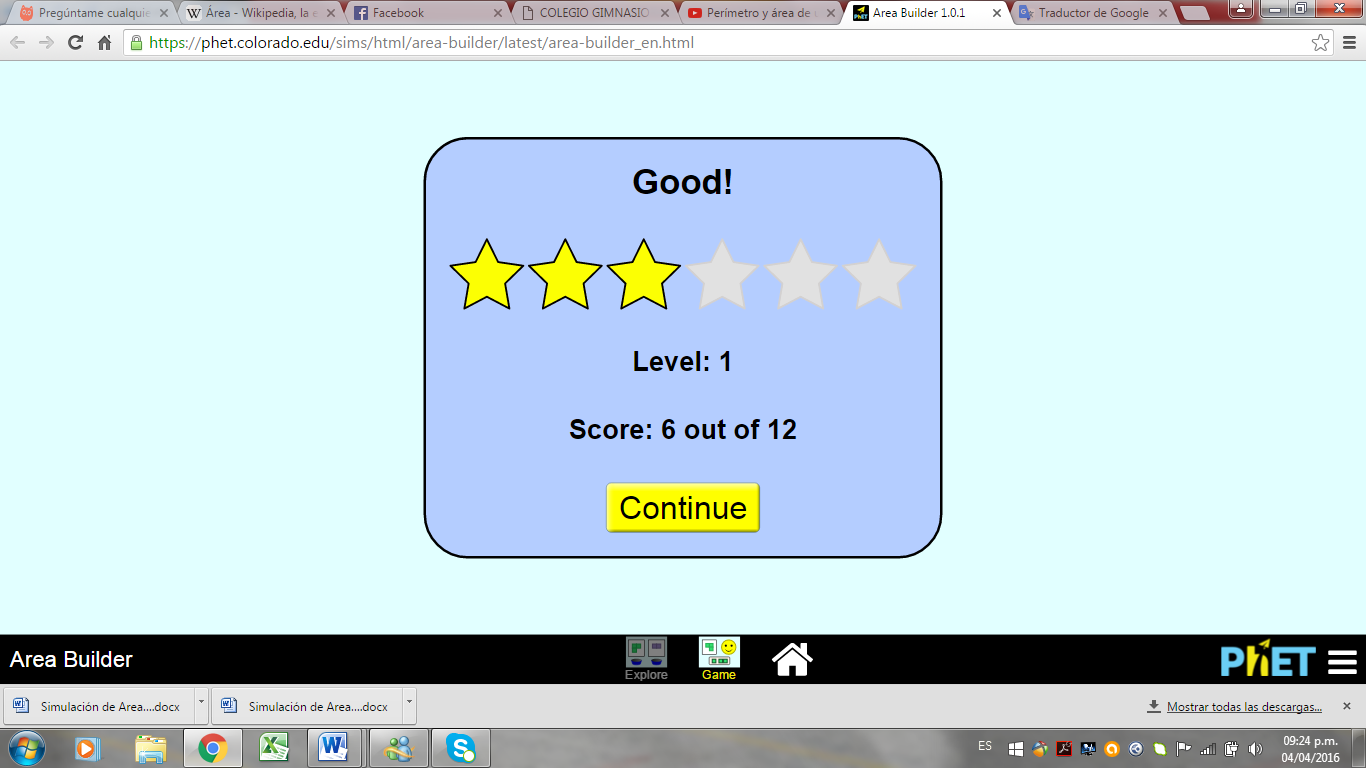 Pregúntame cualquie
Área - Wikipedia, la e
Facebook
COLEGIO GIMNASIO
Perímetro y área de u
Area Builder 1.0.1
Traductor de Google
https://phet.colorado.edu/sims/html/area-builder/latest/area-builder_en.html
Good!
Level: 1
Score: 6 out of 12
Continue
Area Builder
Explore
Game
PhET
Simulación de Area....docx
Simulación de Area....docx
Mostrar todas las descargas...
ES
09:24 p.m.
04/04/2016